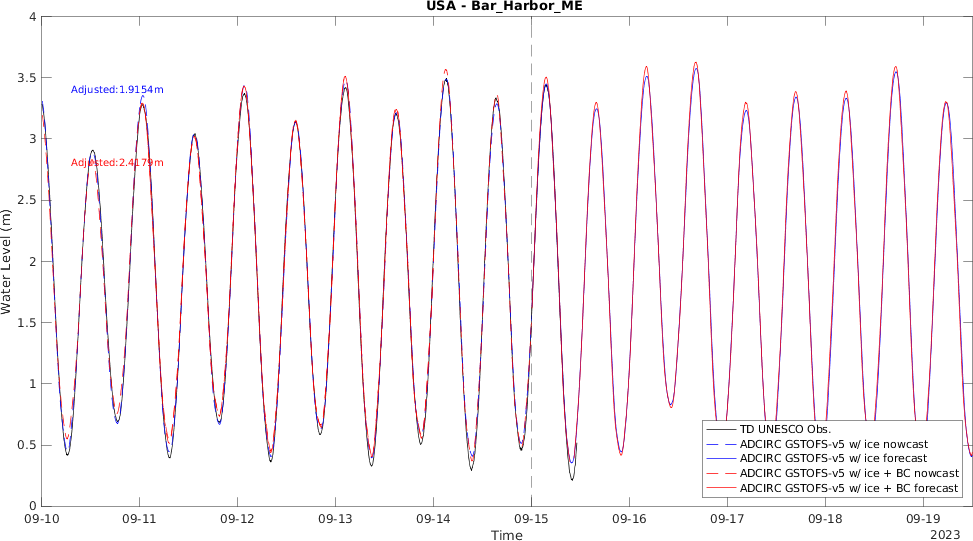 USA - Bar_Harbor_ME
4
3.5
3
2.5
2
1.5
1
0.5
0
Water Level (m)
Adjusted:1.9154m
Adjusted:2.4179m
TD UNESCO Obs.
ADCIRC GSTOFS-v5 w/ ice nowcast
ADCIRC GSTOFS-v5 w/ ice forecast
ADCIRC GSTOFS-v5 w/ ice + BC nowcast
ADCIRC GSTOFS-v5 w/ ice + BC forecast
09-10 09-11 09-12 09-13 09-14 09-15 09-16 09-17 09-18 09-19
Time
2023